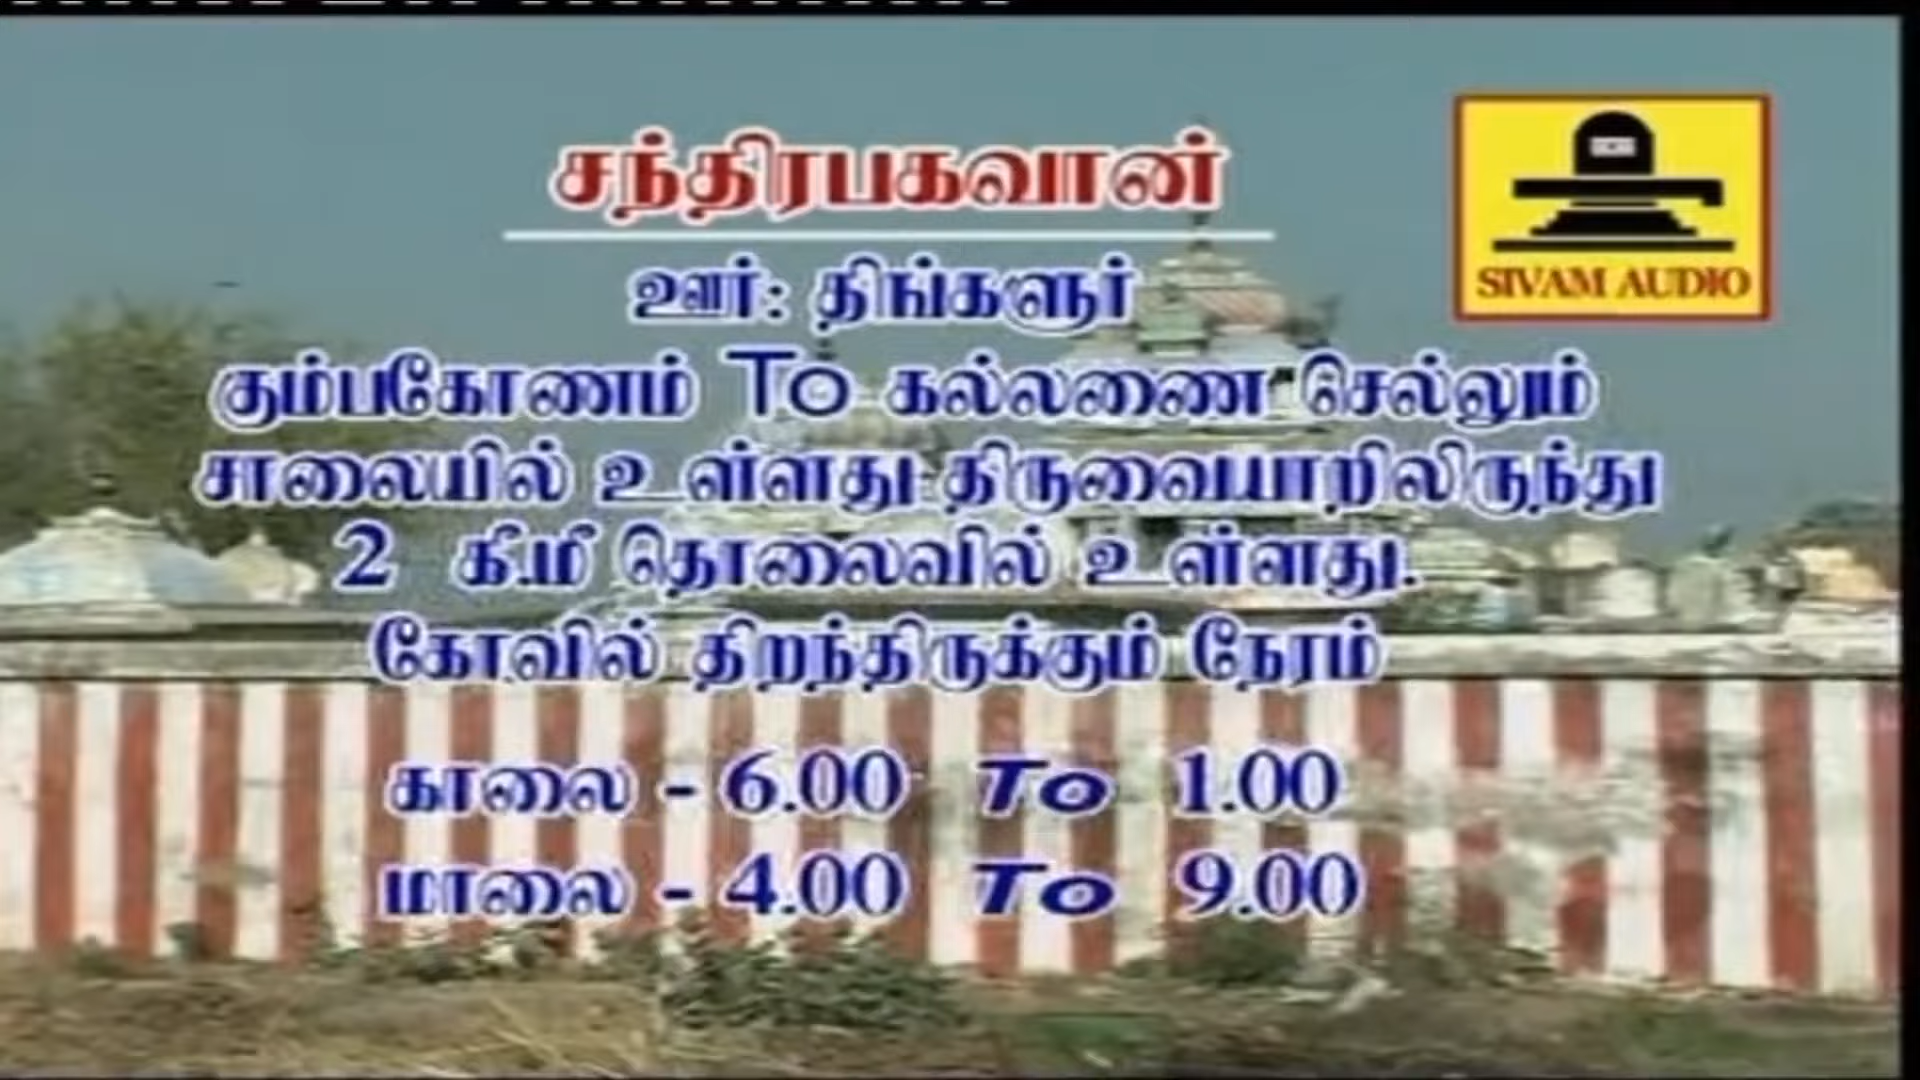 சந்திரபகவான்
SIVAM AUDIO
ஊர்: திங்களுர்
கும்பகோணம் To கல்லணை செல்லும்
சாலையில் உள்ளது திருவையாறிலிருந்து
2 கி.மீ தொலைவில் உள்ளது.
கோவில் திறந்திருக்கும் நேரம்
காலை - 6.00 To 1.00
மாலை - 4.00 To 9.00